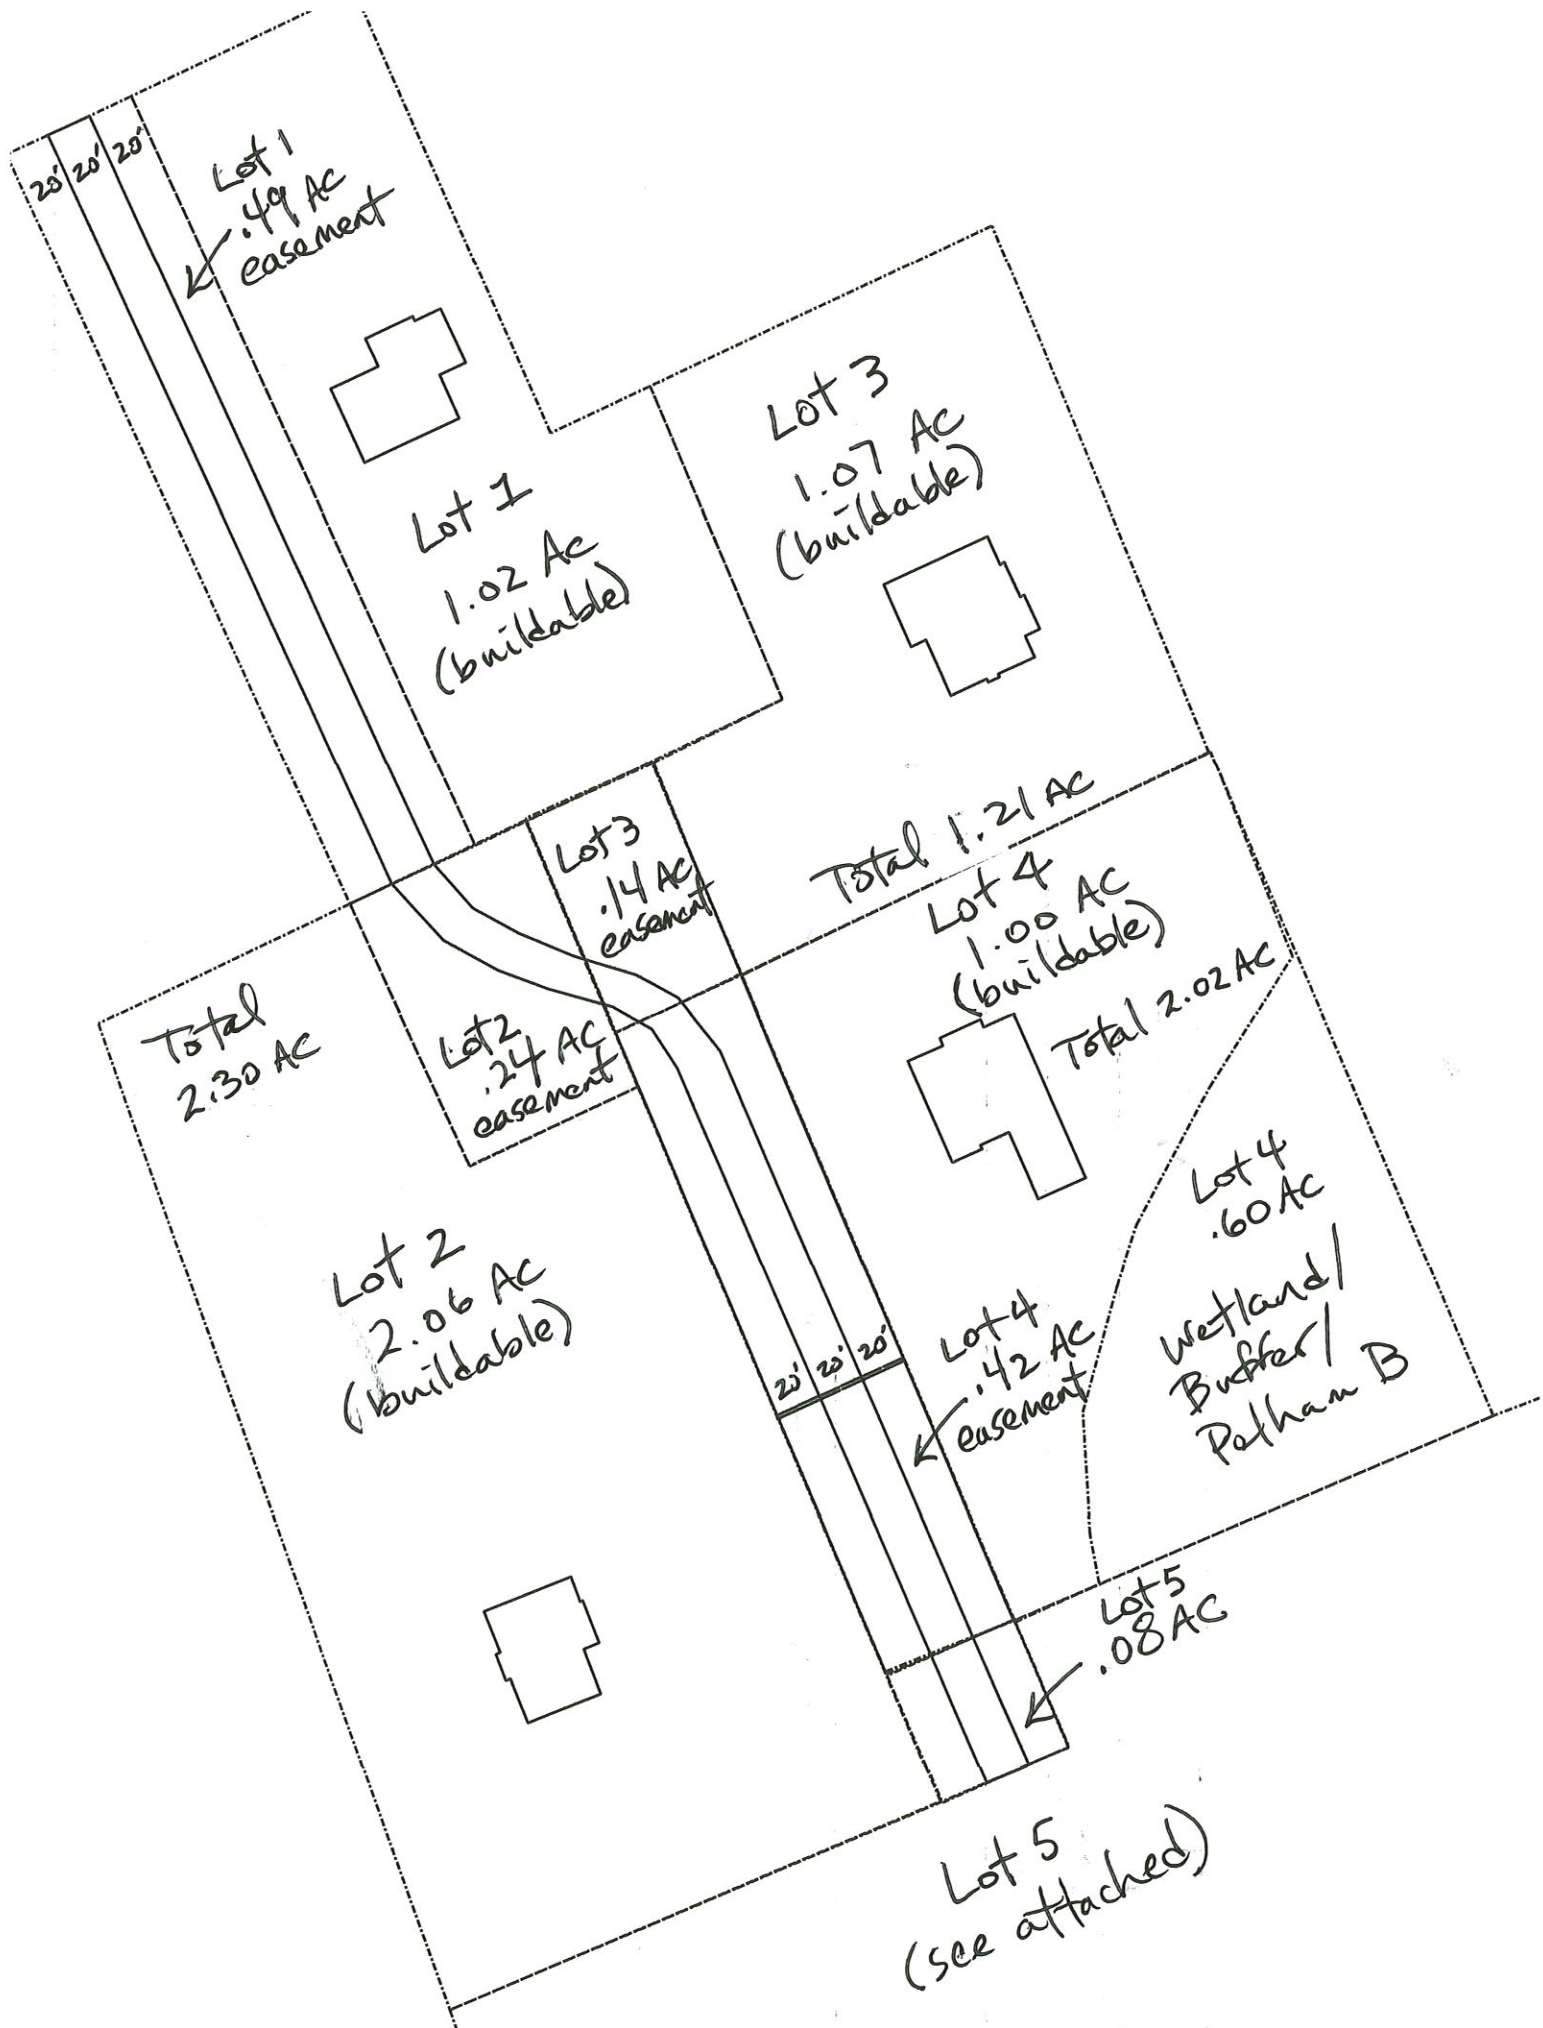 20' 20' 20'
Lot 1
.49 AC
easement
Lot 1
1.02 AC
(buildable)
Lot 3
1.07 AC
(buildable)
Total 1.21 AC
Lot 3
.14 AC
easement
Lot 4
1.00 AC
(buildable)
Total 2.02 AC
Total
2.30 AC
Lot 2
.24 AC
easement
Lot 2
2.06 AC
(buildable)
Lot 4
.60 AC
Wetland/
Buffer/
Pelham B
20' 20' 20'
Lot 4
.42 AC
easement
Lot 5
.08 AC
Lot 5
(see attached)